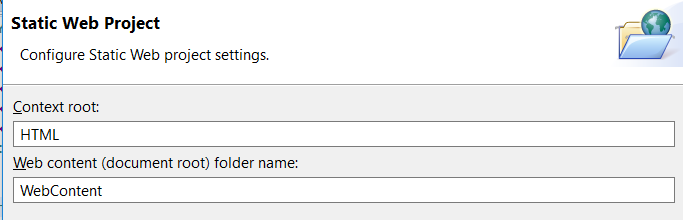 Static Web Project
Configure Static Web project settings.
Context root:
HTML
Web content (document root) folder name:
WebContent